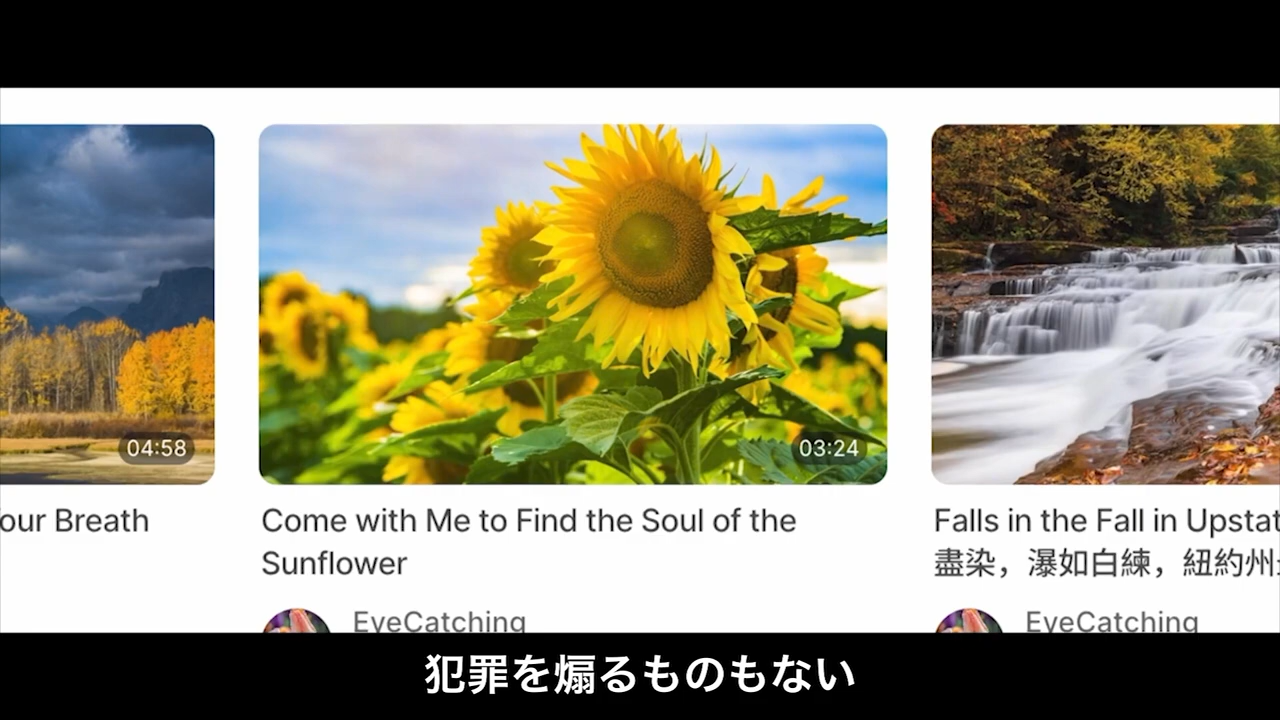 04:58
our Breath
03:24
Come with Me to Find the Soul of the
Sunflower
EyeCatching
Falls in the Fall in Upstat
盡染，瀑如白練，紐約州
EyeCatching
犯罪を煽るものもない